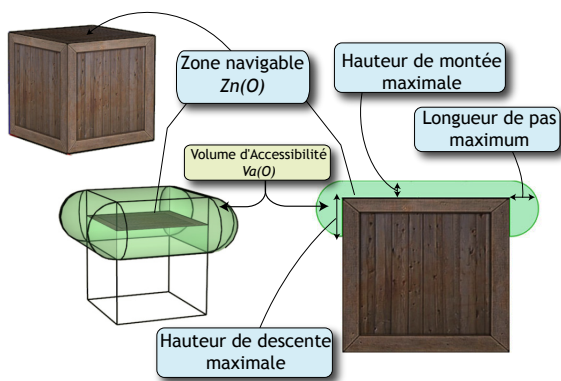 Zone navigable
Zn(O)
Hauteur de montée
maximale
Longueur de pas
maximum
Volume d'Accessibilité
Va(O)
Hauteur de descente
maximale